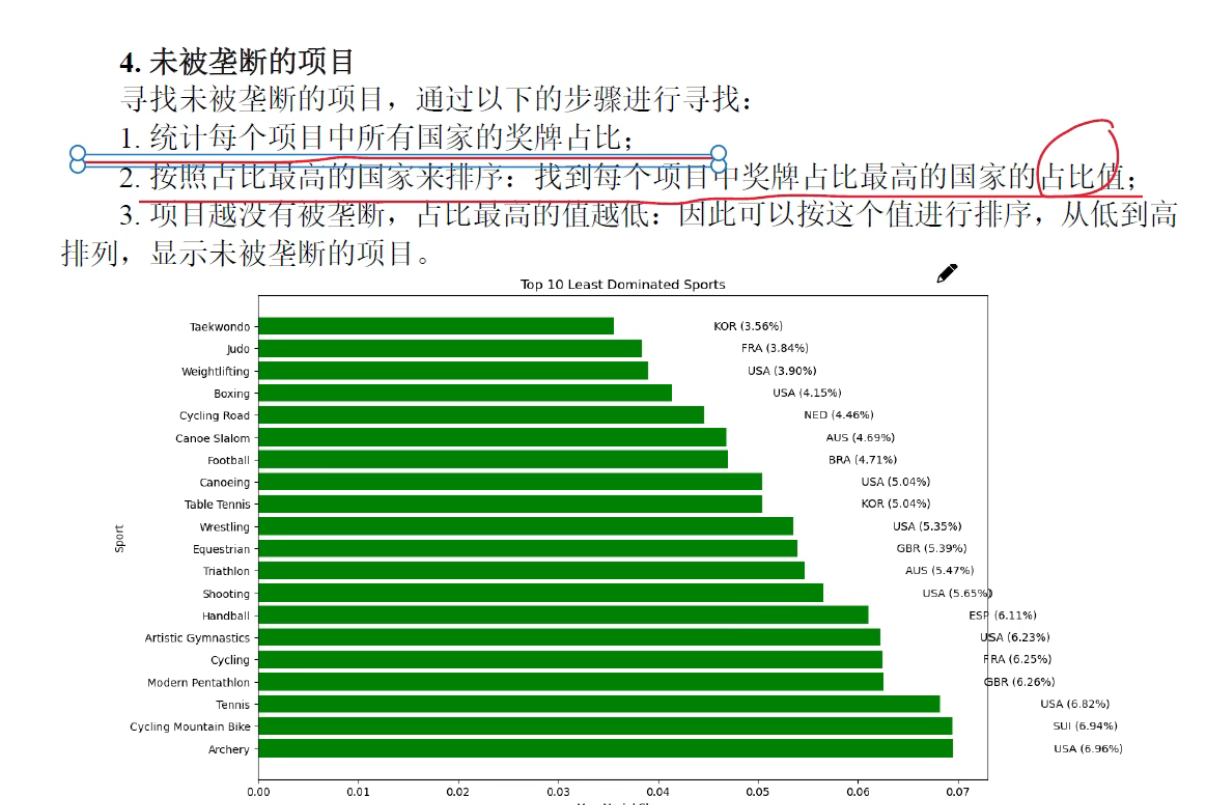 4. 未被垄断的项目
寻找未被垄断的项目，通过以下的步骤进行寻找：
1. 统计每个项目中所有国家的奖牌占比；
2. 按照占比最高的国家来排序：找到每个项目中奖牌占比最高的国家的占比值；
3. 项目越没有被垄断，占比最高的值越低：因此可以按这个值进行排序，从低到高
排列，显示未被垄断的项目。
Top 10 Least Dominated Sports
Taekwondo KOR (3.56%)
Judo FRA (3.84%)
Weightlifting USA (3.90%)
Boxing USA (4.15%)
Cycling Road NED (4.46%)
Canoe Slalom AUS (4.69%)
Football BRA (4.71%)
Canoeing USA (5.04%)
Table Tennis KOR (5.04%)
Wrestling USA (5.35%)
Equestrian GBR (5.39%)
Triathlon AUS (5.47%)
Shooting USA (5.65%)
Handball ESP (6.11%)
Artistic Gymnastics USA (6.23%)
Cycling FRA (6.25%)
Modern Pentathlon GBR (6.26%)
Tennis USA (6.82%)
Cycling Mountain Bike SUI (6.94%)
Archery USA (6.96%)
Sport
0.00 0.01 0.02 0.03 0.04 0.05 0.06 0.07